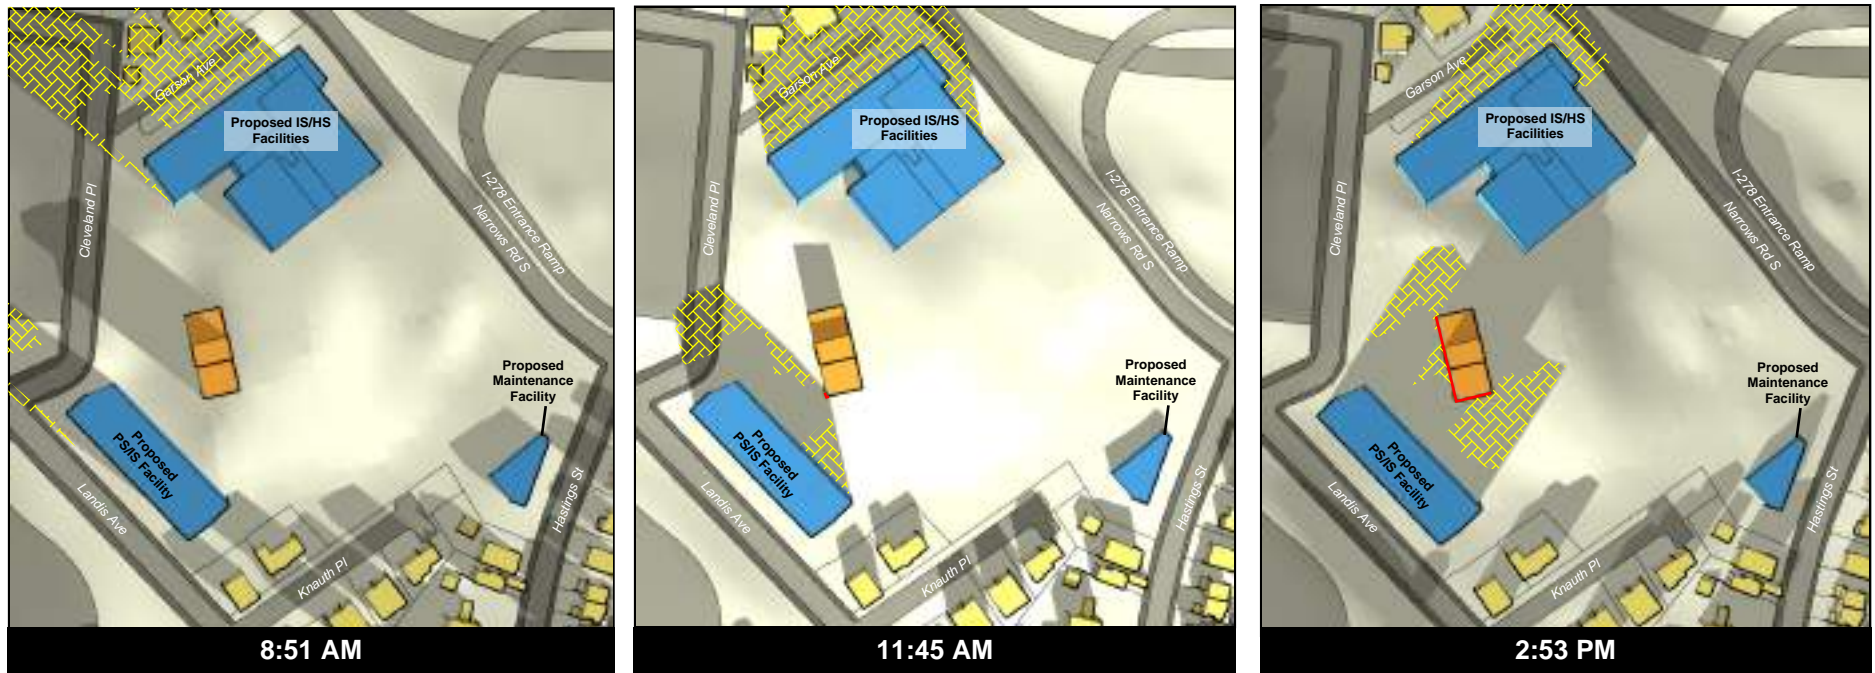 Garson Ave
Proposed IS/HS
Facilities
Cleveland Pl
I-278 Entrance Ramp
Narrows Rd S
Proposed
Maintenance
Facility
Proposed
PS/IS Facility
Landis Ave
Knauth Pl
Hastings St
8:51 AM
Garson Ave
Proposed IS/HS
Facilities
Cleveland Pl
I-278 Entrance Ramp
Narrows Rd S
Proposed
Maintenance
Facility
Proposed
PS/IS Facility
Landis Ave
Knauth Pl
Hastings St
11:45 AM
Garson Ave
Proposed IS/HS
Facilities
Cleveland Pl
I-278 Entrance Ramp
Narrows Rd S
Proposed
Maintenance
Facility
Proposed
PS/IS Facility
Landis Ave
Knauth Pl
Hastings St
2:53 PM